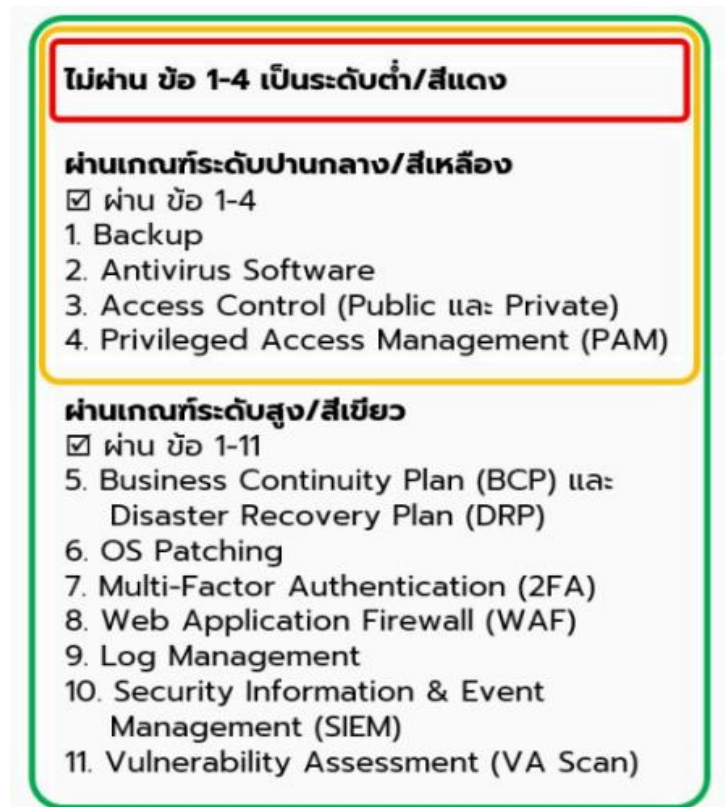 ไม่ผ่าน ข้อ 1-4 เป็นระดับต่ำ/สีแดง
ผ่านเกณฑ์ระดับปานกลาง/สีเหลือง
☑ ผ่าน ข้อ 1-4
1. Backup
2. Antivirus Software
3. Access Control (Public และ Private)
4. Privileged Access Management (PAM)
ผ่านเกณฑ์ระดับสูง/สีเขียว
☑ ผ่าน ข้อ 1-11
5. Business Continuity Plan (BCP) และ
Disaster Recovery Plan (DRP)
6. OS Patching
7. Multi-Factor Authentication (2FA)
8. Web Application Firewall (WAF)
9. Log Management
10. Security Information & Event
Management (SIEM)
11. Vulnerability Assessment (VA Scan)